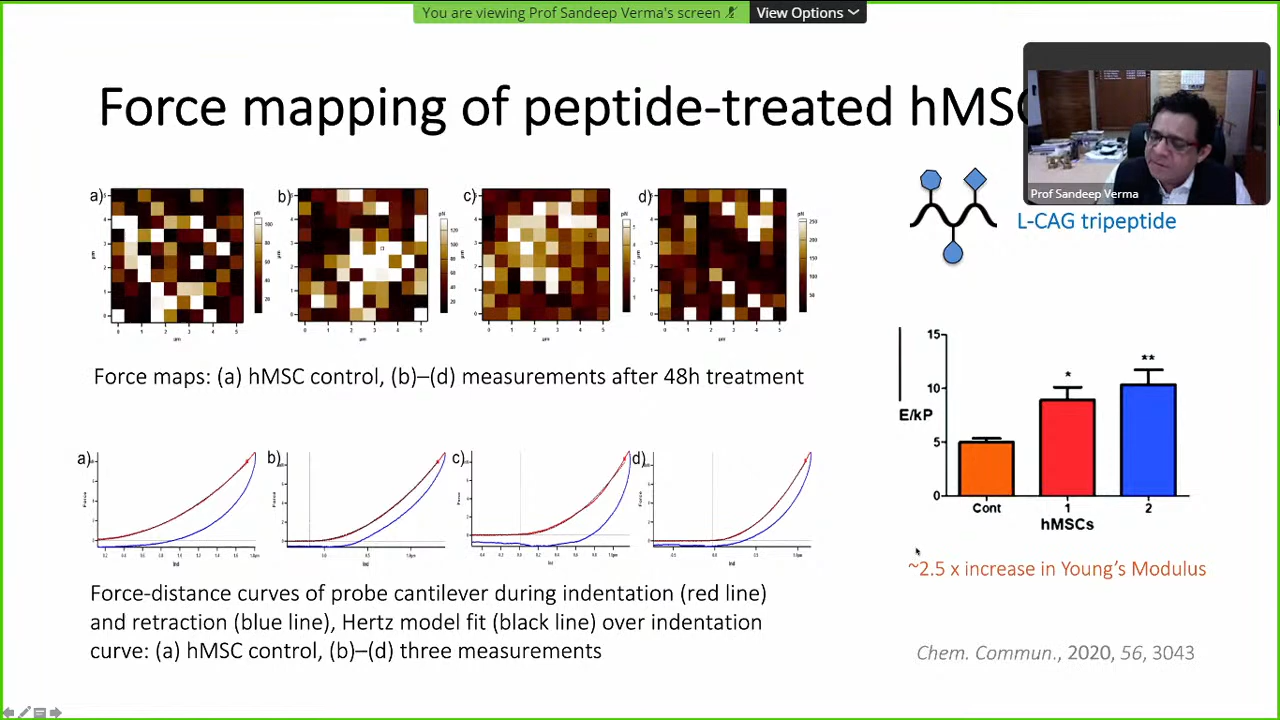 You are viewing Prof Sandeep Verma's screen
View Options
Force mapping of peptide-treated hMSC
Prof Sandeep Verma
L-CAG tripeptide
a)
b)
c)
d)
Force maps: (a) hMSC control, (b)–(d) measurements after 48h treatment
15
10
5
0
E/kP
*
**
Cont
1
2
hMSCs
~2.5 x increase in Young's Modulus
a)
b)
c)
d)
Force-distance curves of probe cantilever during indentation (red line)
and retraction (blue line), Hertz model fit (black line) over indentation
curve: (a) hMSC control, (b)–(d) three measurements
Chem. Commun., 2020, 56, 3043